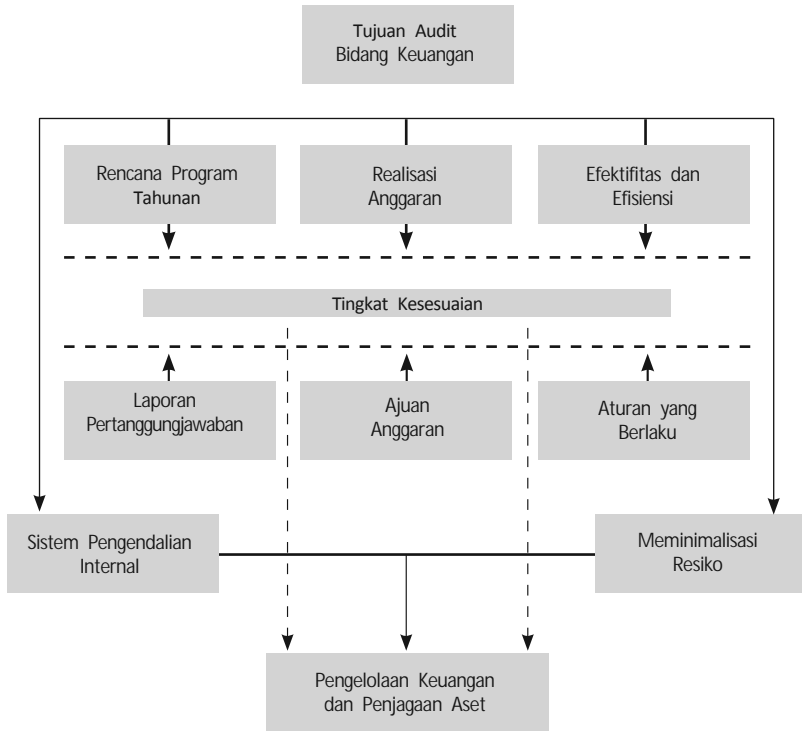 Tujuan Audit
Bidang Keuangan
Rencana Program
Tahunan
Realisasi
Anggaran
Efektifitas dan
Efisiensi
Tingkat Kesesuaian
Laporan
Pertanggungjawaban
Ajuan
Anggaran
Aturan yang
Berlaku
Sistem Pengendalian
Internal
Meminimalisasi
Resiko
Pengelolaan Keuangan
dan Penjagaan Aset